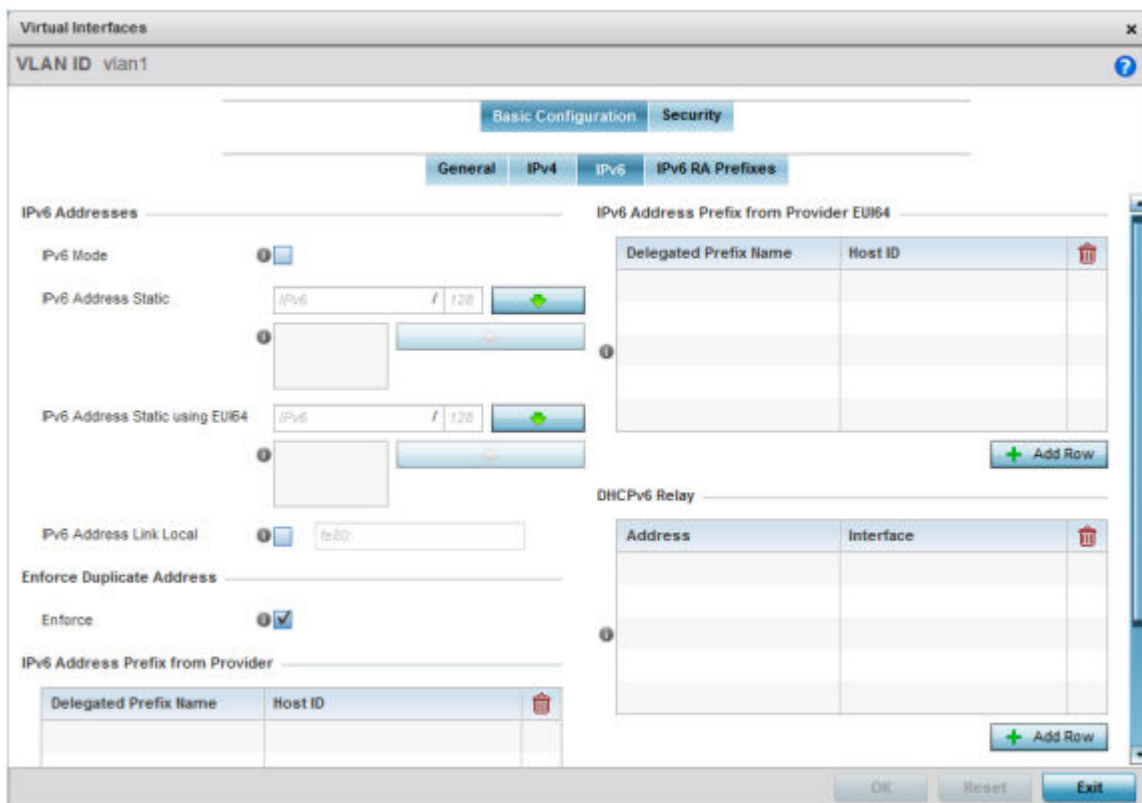 Virtual Interfaces
VLAN ID vlan1
Basic Configuration Security
General IPv4 IPv6 IPv6 RA Prefixes
IPv6 Addresses
IPv6 Mode
IPv6 Address Static
IPv6 / 128
IPv6 Address Static using EUI64
IPv6 / 128
IPv6 Address Link Local
fe80:
Enforce Duplicate Address
Enforce
IPv6 Address Prefix from Provider
Delegated Prefix Name Host ID
IPv6 Address Prefix from Provider EUI64
Delegated Prefix Name Host ID
Add Row
DHCPv6 Relay
Address Interface
Add Row
OK Reset Exit